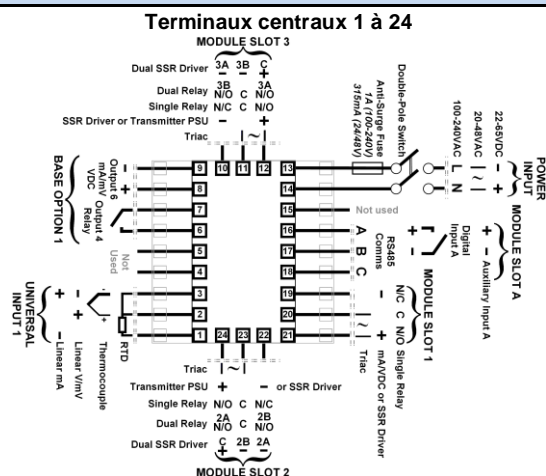 Terminaux centraux 1 à 24
MODULE SLOT 3
3A 3B C
Dual SSR Driver − − +
3B 3A
Dual Relay N/O C N/O
Single Relay N/C C N/O
SSR Driver or Transmitter PSU − +
Triac | ~ |
BASE OPTION 1
Output 6
mA/mV
VDC
− +
Output 4
Relay
Not
Used
UNIVERSAL
INPUT 1
+ − Linear mA
− + Linear V/mV
− + Thermocouple
RTD
9
8
7
6
5
4
3
2
1
10 11 12
13
14
15
16
17
18
19
20
21
24 23 22
Anti-Surge Fuse
1A (100-240V)
315mA (24/48V)
Double-Pole Switch
100-240VAC
L N
20-48VAC
| ~ |
22-65VDC
− +
POWER
INPUT
Not used
A
B
C
RS485
Comms
Digital
Input A
+ − Auxiliary Input A
MODULE SLOT A
MODULE SLOT 1
N/C C N/O Single Relay
− + mA/VDC or SSR Driver
| ~ | Triac
Triac | ~ |
Transmitter PSU + − or SSR Driver
Single Relay N/O C N/C
2A 2B
Dual Relay N/O C N/O
C 2B 2A
Dual SSR Driver + − −
MODULE SLOT 2